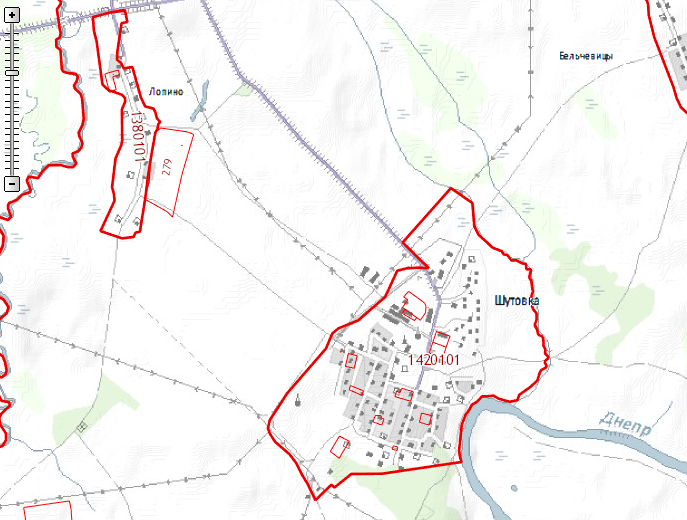 Бельчевицы
Лопино
1380101
279
Шутовка
1420101
Днепр